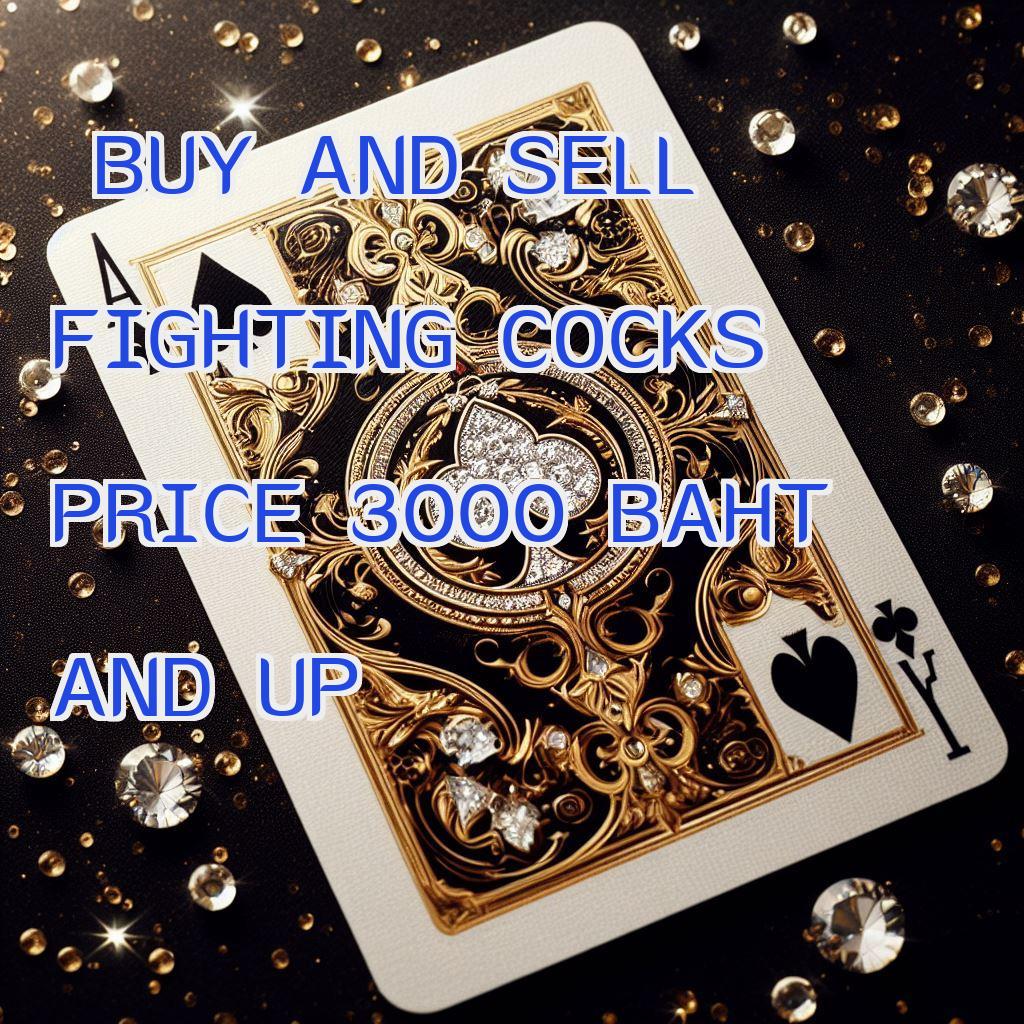 BUY AND SELL
A
FIGHTING COCKS
PRICE 3000 BAHT
AND UP